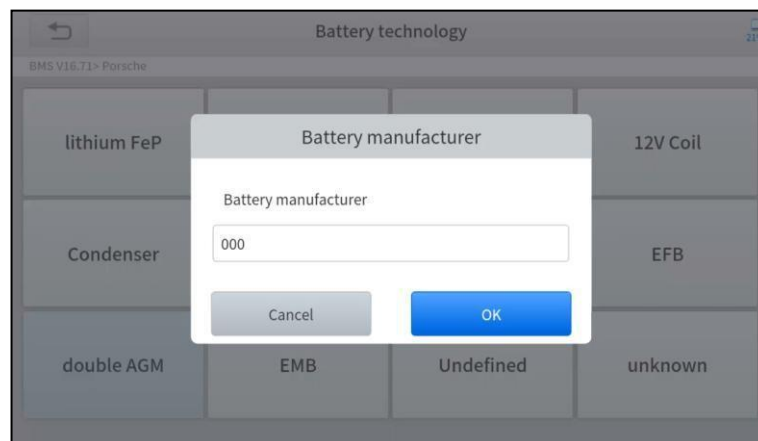 Battery technology
BMS V16.71> Porsche
lithium FeP
12V Coil
Battery manufacturer
Battery manufacturer
000
Condenser
EFB
Cancel
OK
double AGM
EMB
Undefined
unknown